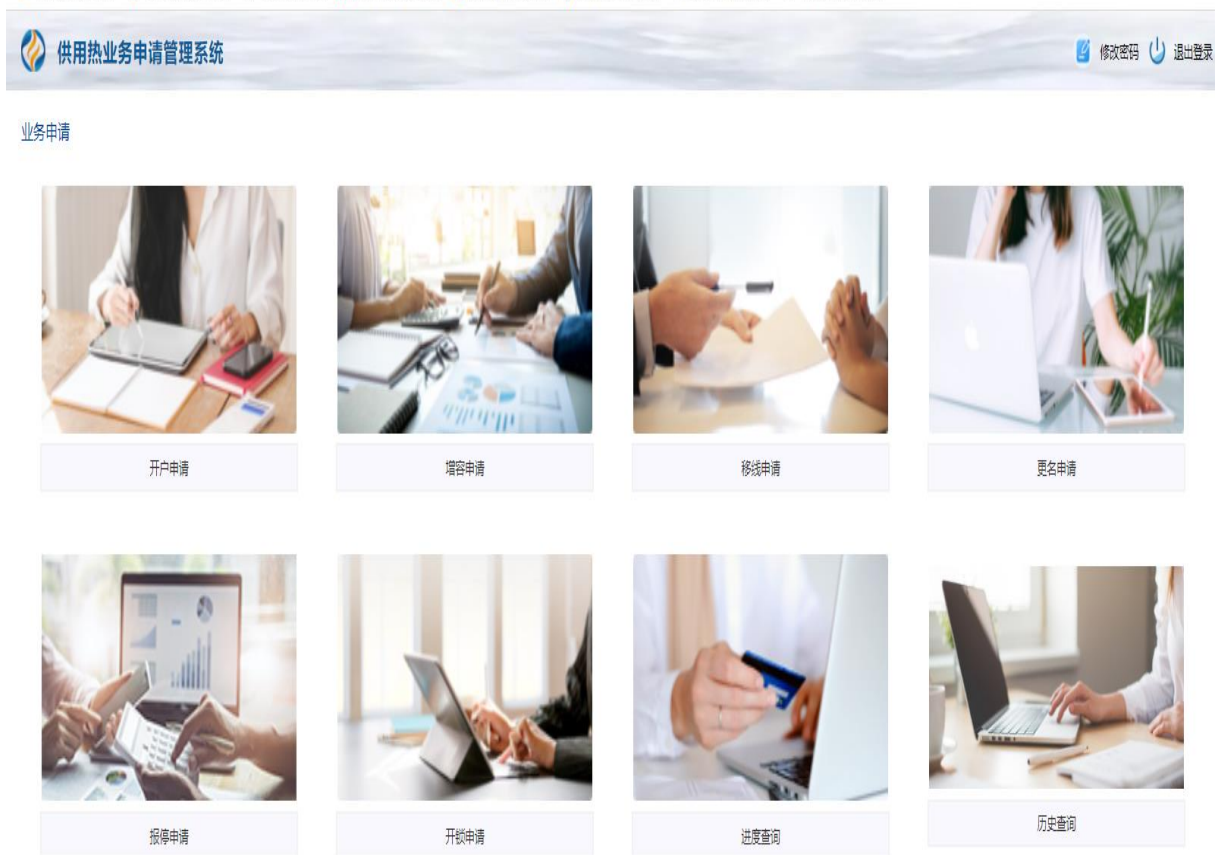 供用热业务申请管理系统
修改密码 退出登录
业务申请
开户申请 增容申请 移线申请 更名申请
报停申请 开锁申请 进度查询 历史查询